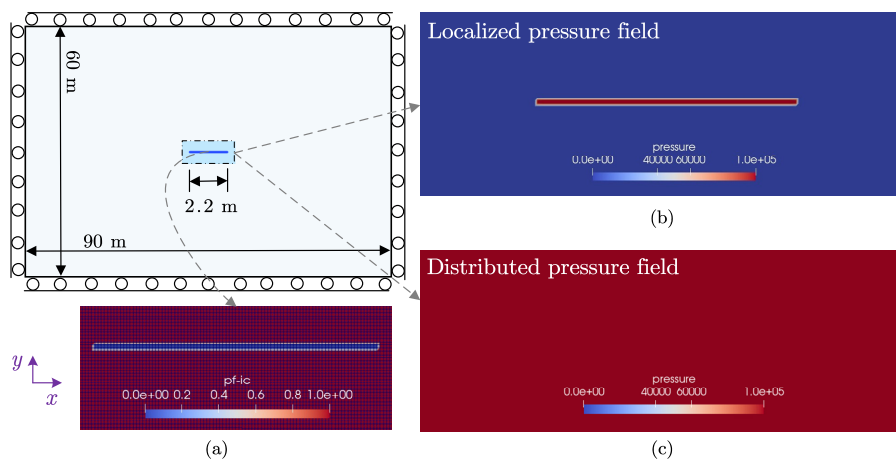 60 m
2.2 m
90 m
y
x
pf-ic
0.0e+00 0.2 0.4 0.6 0.8 1.0e+00
(a)
Localized pressure field
pressure
0.0e+00 40000 60000 1.0e+05
(b)
Distributed pressure field
pressure
0.0e+00 40000 60000 1.0e+05
(c)